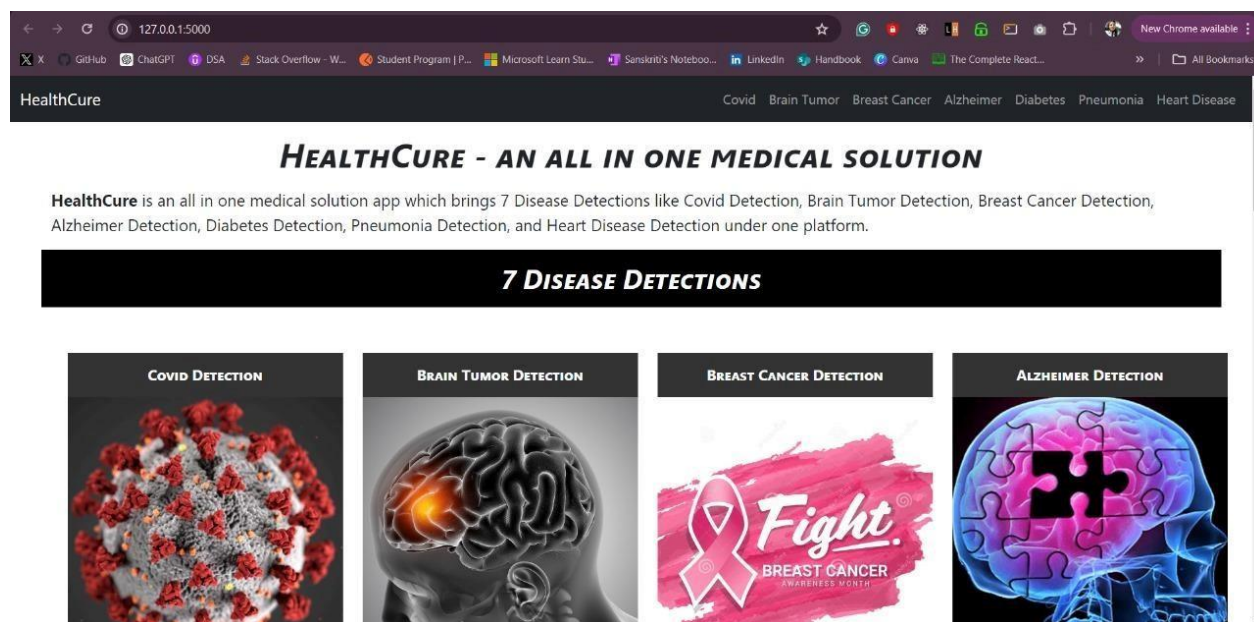 127.0.0.1:5000
New Chrome available
X GitHub ChatGPT DSA Stack Overflow - W... Student Program | P... Microsoft Learn Stu... Sanskriti's Noteboo... LinkedIn Handbook Canva The Complete React... » All Bookmarks
HealthCure Covid Brain Tumor Breast Cancer Alzheimer Diabetes Pneumonia Heart Disease
HEALTHCURE - AN ALL IN ONE MEDICAL SOLUTION
HealthCure is an all in one medical solution app which brings 7 Disease Detections like Covid Detection, Brain Tumor Detection, Breast Cancer Detection,
Alzheimer Detection, Diabetes Detection, Pneumonia Detection, and Heart Disease Detection under one platform.
7 DISEASE DETECTIONS
COVID DETECTION BRAIN TUMOR DETECTION BREAST CANCER DETECTION ALZHEIMER DETECTION
Fight.
BREAST CANCER
AWARENESS MONTH